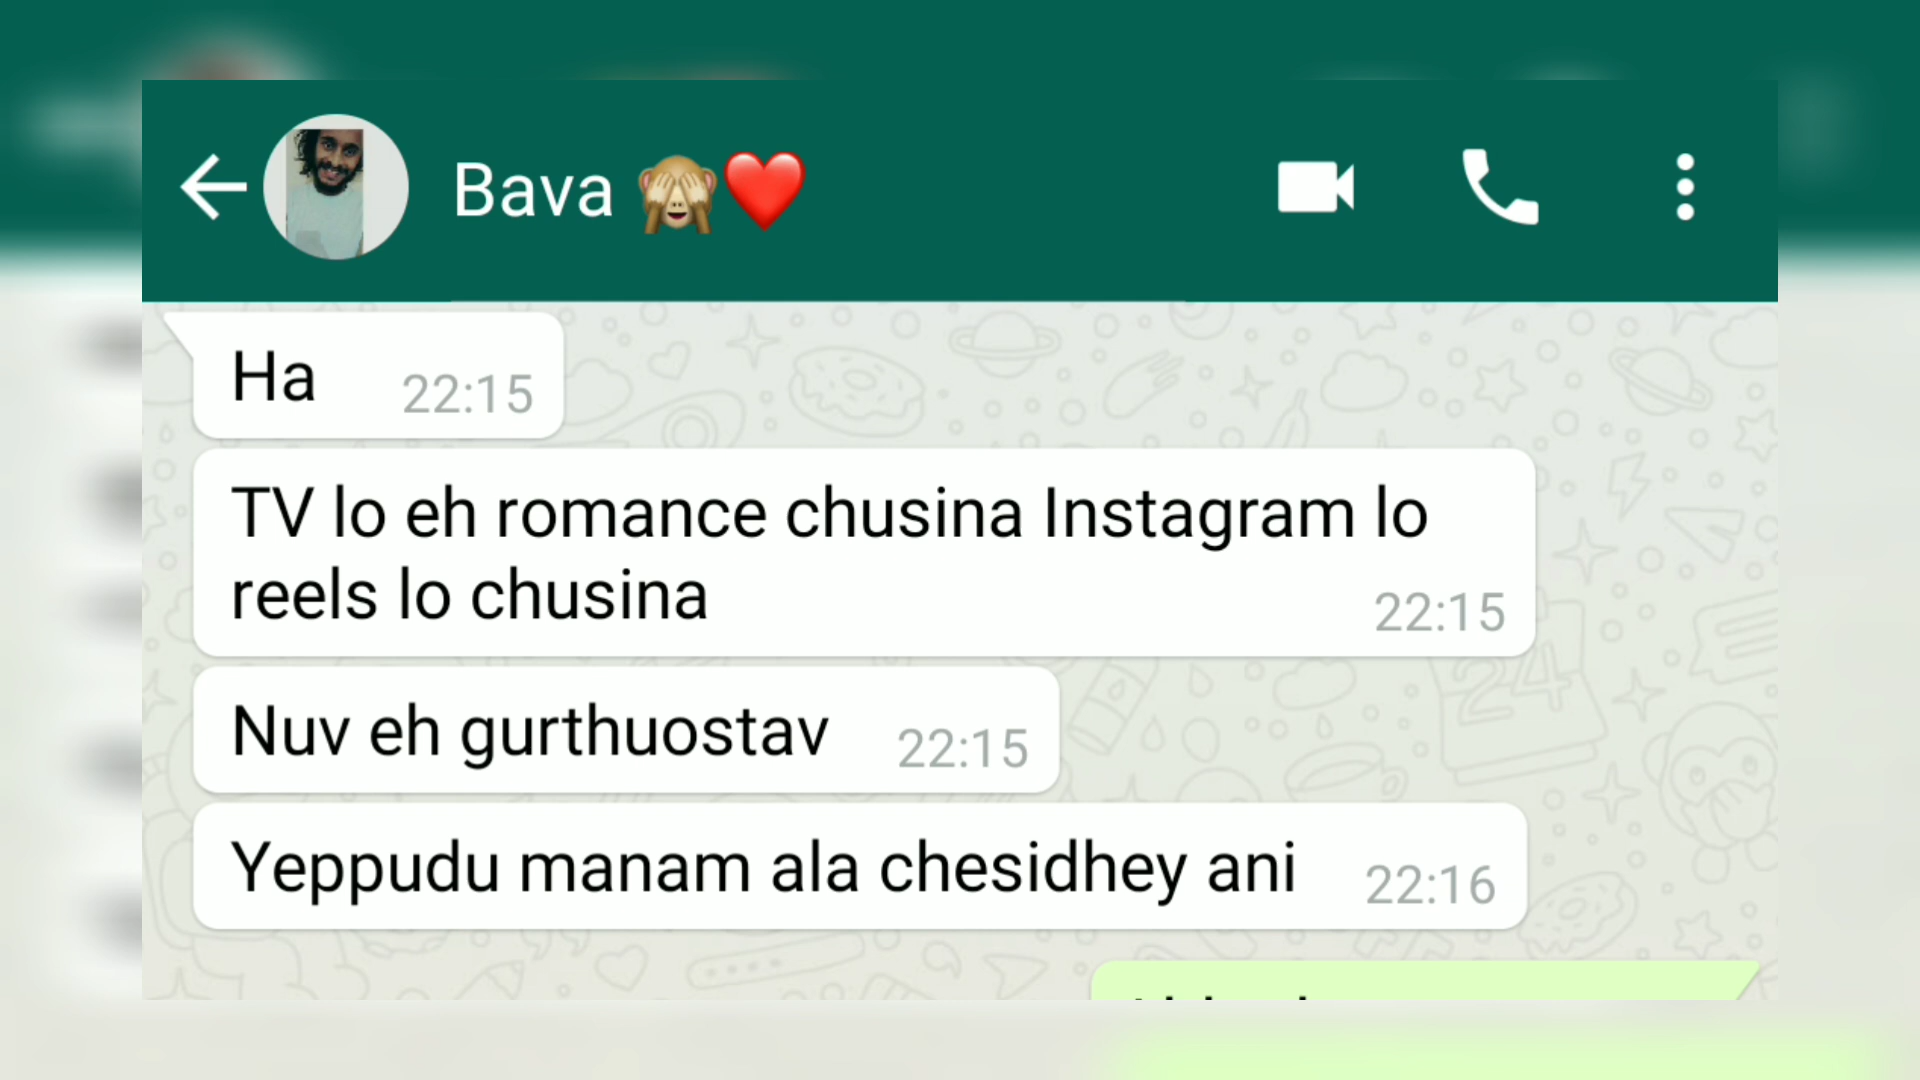 Bava 🙈❤️
Ha 22:15
TV lo eh romance chusina Instagram lo
reels lo chusina 22:15
Nuv eh gurthuostav 22:15
Yeppudu manam ala chesidhey ani 22:16